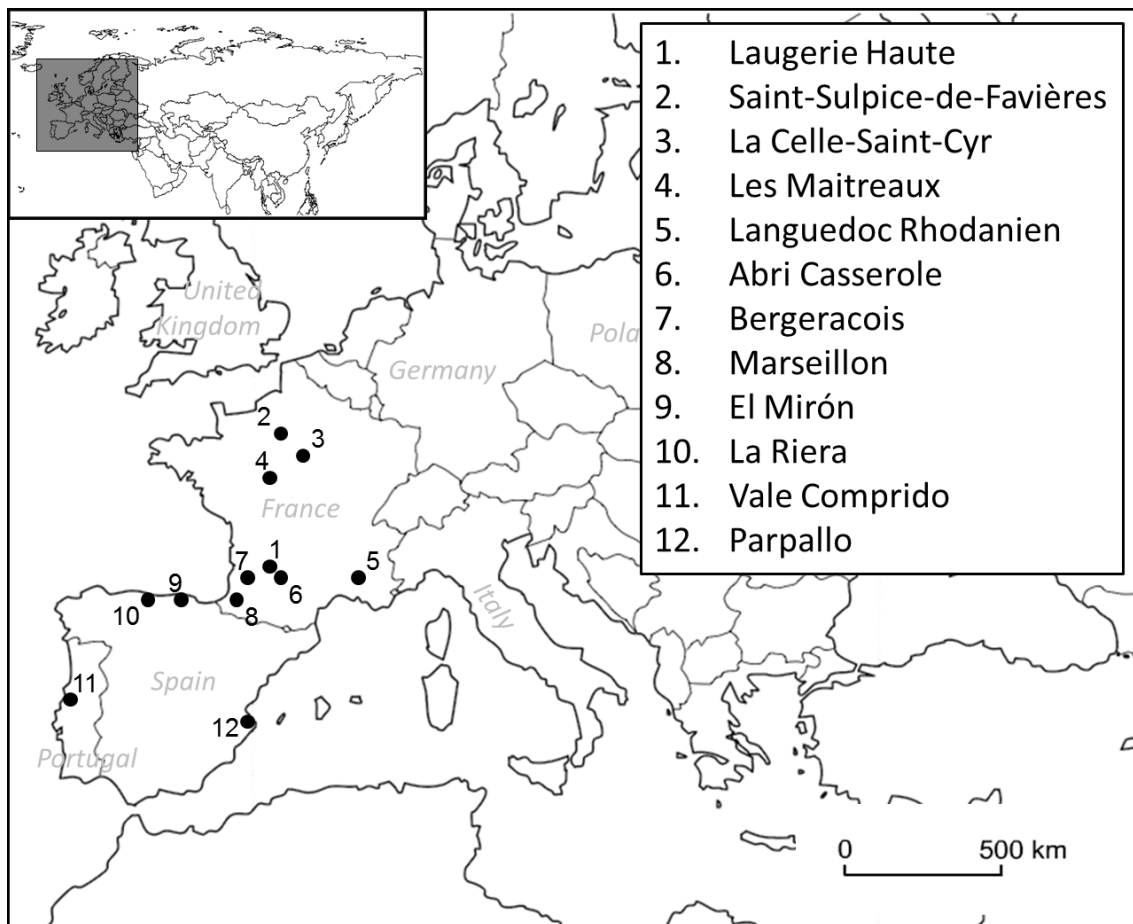 1. Laugerie Haute
2. Saint-Sulpice-de-Favières
3. La Celle-Saint-Cyr
4. Les Maitreaux
5. Languedoc Rhodanien
6. Abri Casserole
7. Bergeracois
8. Marseillon
9. El Mirón
10. La Riera
11. Vale Comprido
12. Parpallo
United
Kingdom
Pola
Germany
2
3
4
France
1
7
5
6
9
10
8
Italy
11
Spain
12
Portugal
0 500 km